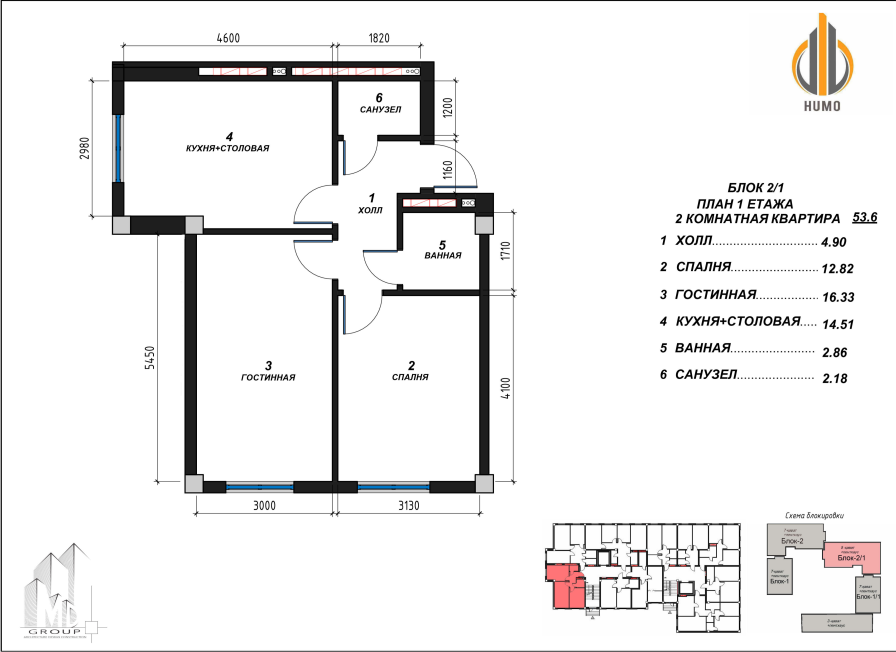 4600
1820
HUMO
2980
1200
1160
1710
5450
4100
3000
3130
4
КУХНЯ+СТОЛОВАЯ
6
САНУЗЕЛ
1
ХОЛЛ
5
ВАННАЯ
3
ГОСТИННАЯ
2
СПАЛНЯ
БЛОК 2/1
ПЛАН 1 ЕТАЖА
2 КОМНАТНАЯ КВАРТИРА 53.6
1 ХОЛЛ........................ 4.90
2 СПАЛНЯ.................... 12.82
3 ГОСТИННАЯ............... 16.33
4 КУХНЯ+СТОЛОВАЯ..... 14.51
5 ВАННАЯ.................... 2.86
6 САНУЗЕЛ.................. 2.18
Схема блокировки
Блок-2
Блок-2/1
Блок-1
Блок-1/1
MD
GROUP